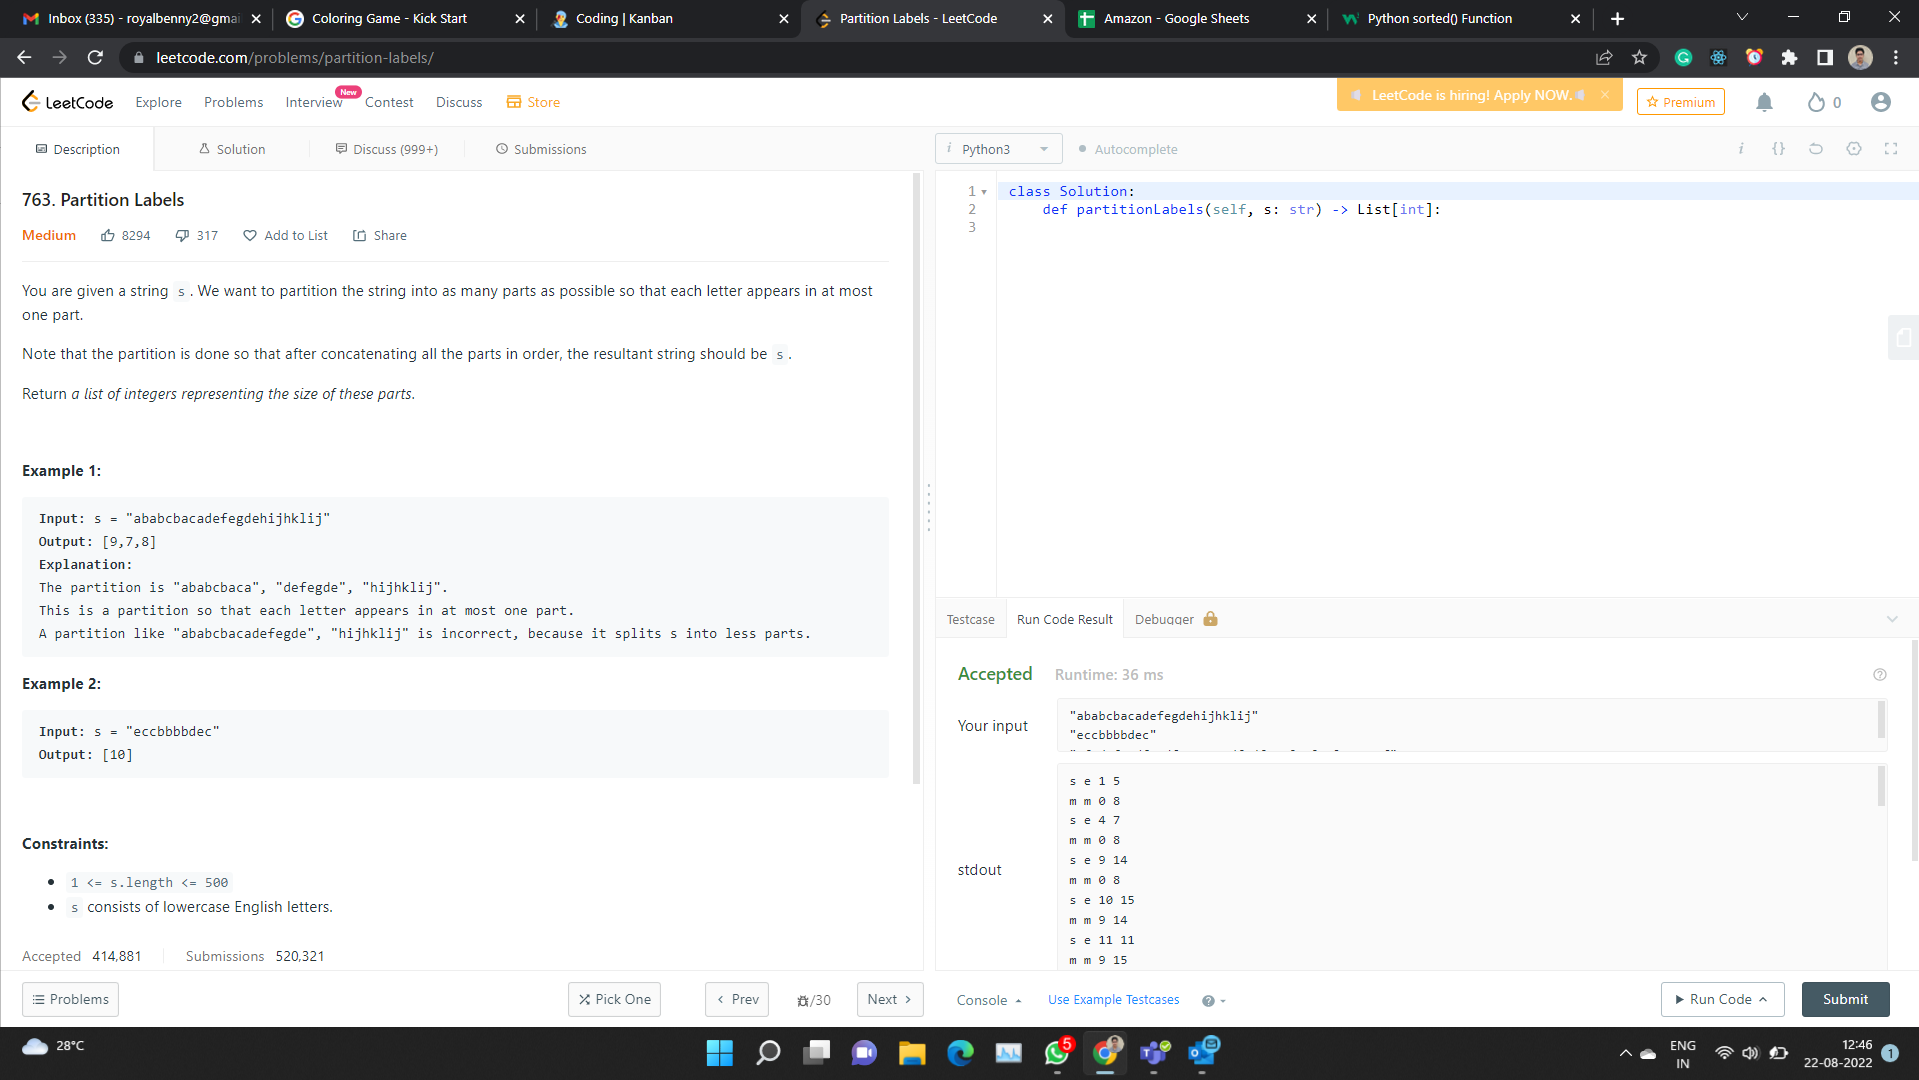 Inbox (335) - royalbenny2@gmai
Coloring Game - Kick Start
Coding | Kanban
Partition Labels - LeetCode
Amazon - Google Sheets
Python sorted() Function
leetcode.com/problems/partition-labels/
LeetCode
Explore
Problems
Interview
New
Contest
Discuss
Store
LeetCode is hiring! Apply NOW.
Premium
0
Description
Solution
Discuss (999+)
Submissions
763. Partition Labels
Medium
8294
317
Add to List
Share
You are given a string s. We want to partition the string into as many parts as possible so that each letter appears in at most
one part.
Note that the partition is done so that after concatenating all the parts in order, the resultant string should be s.
Return a list of integers representing the size of these parts.
Example 1:
Input: s = "ababcbacadefegdehijhklij"
Output: [9,7,8]
Explanation:
The partition is "ababcbaca", "defegde", "hijhklij".
This is a partition so that each letter appears in at most one part.
A partition like "ababcbacadefegde", "hijhklij" is incorrect, because it splits s into less parts.
Example 2:
Input: s = "eccbbbbdec"
Output: [10]
Constraints:
1 <= s.length <= 500
s consists of lowercase English letters.
Accepted 414,881
Submissions 520,321
Problems
Pick One
Prev
/30
Next
Python3
Autocomplete
1 class Solution:
2 def partitionLabels(self, s: str) -> List[int]:
3
Testcase
Run Code Result
Debugger
Accepted
Runtime: 36 ms
Your input
"ababcbacadefegdehijhklij"
"eccbbbbdec"
stdout
s e 1 5
m m 0 8
s e 4 7
m m 0 8
s e 9 14
m m 0 8
s e 10 15
m m 9 14
s e 11 11
m m 9 15
Console
Use Example Testcases
Run Code
Submit
28°C
5
ENG
IN
12:46
22-08-2022
1